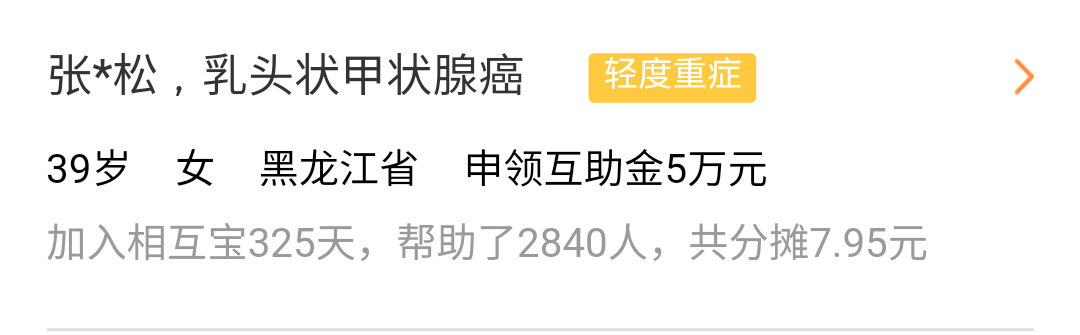 张*松，乳头状甲状腺癌 轻度重症
39岁 女 黑龙江省 申领互助金5万元
加入相互宝325天，帮助了2840人，共分摊7.95元